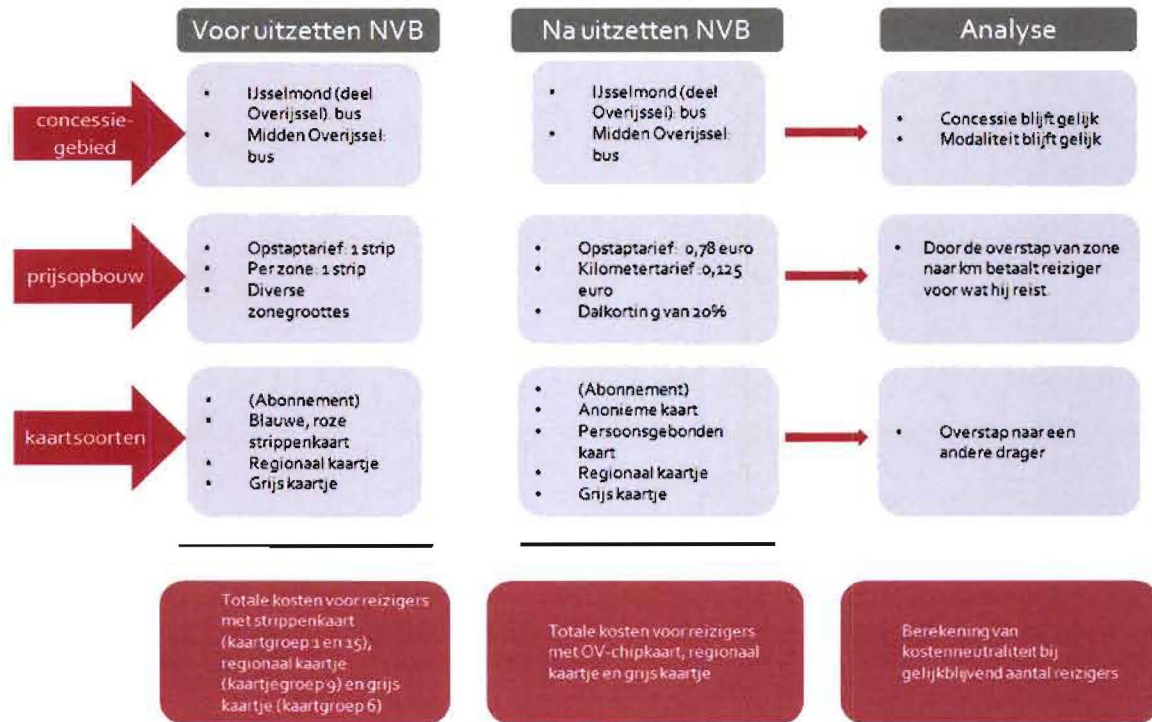 Voor uitzetten NVB
Na uitzetten NVB
Analyse
concessie-
gebied
• IJsselmond (deel
Overijssel): bus
• Midden Overijssel:
bus
• IJsselmond (deel
Overijssel): bus
• Midden Overijssel:
bus
• Concessie blijft gelijk
• Modaliteit blijft gelijk
prijsopbouw
• Opstaptarief: 1 strip
• Per zone: 1 strip
• Diverse
zonegroottes
• Opstaptarief: 0,78 euro
• Kilometertarief: 0,125
euro
• Dalkorting van 20%
• Door de overstap van zone
naar km betaalt reiziger
voor wat hij reist.
kaartsoorten
• (Abonnement)
• Blauwe, roze
strippenkaart
• Regionaal kaartje
• Grijs kaartje
• (Abonnement)
• Anonieme kaart
• Persoonsgebonden
kaart
• Regionaal kaartje
• Grijs kaartje
• Overstap naar een
andere drager
Totale kosten voor reizigers
met strippenkaart
(kaartgroep 1 en 15),
regionaal kaartje
(kaartjegroep 9) en grijs
kaartje (kaartgroep 6)
Totale kosten voor reizigers
met OV-chipkaart, regionaal
kaartje en grijs kaartje
Berekening van
kostenneutraliteit bij
gelijkblijvend aantal reizigers